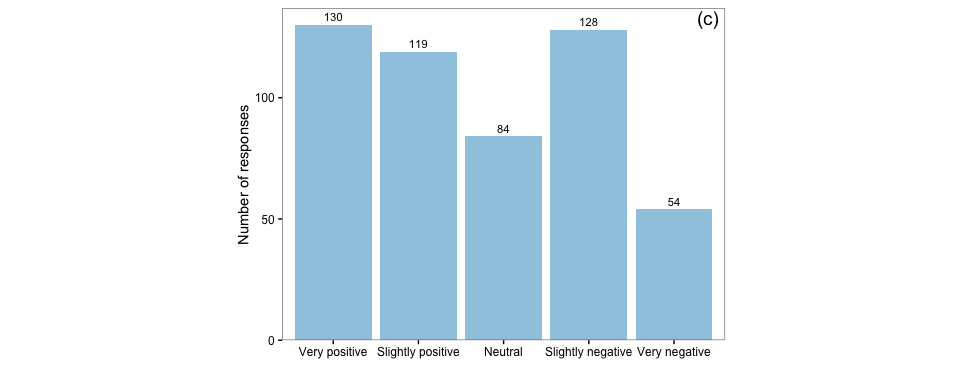 (c)
130
119
84
128
54
Number of responses
100
50
0
Very positive Slightly positive Neutral Slightly negative Very negative